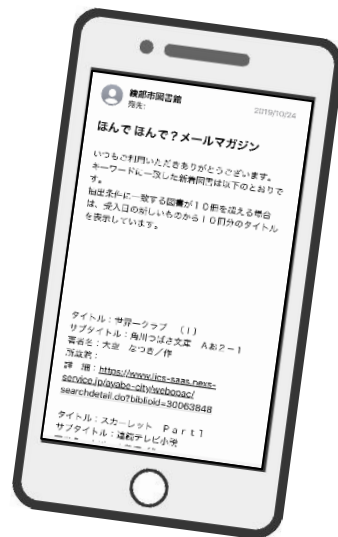 綾部市図書館
宛先:
2019/10/24
ほんで ほんで？メールマガジン
いつもご利用いただきありがとうございます。
キーワードに一致した新着図書は以下のとおりで
す。
抽出条件に一致する図書が１０冊を超える場合
は、受入日の新しいものから１０冊分のタイトル
を表示しています。
タイトル：世界一クラブ （１）
サブタイトル：角川つばさ文庫 Ａお２－１
著者名：大空 なつき／作
所蔵館：
詳 細：https://www.lics-saas.nexs-
service.jp/ayabe-city/webopac/
searchdetail.do?biblioid=30063848
タイトル：スカーレット Ｐａｒｔ１
サブタイトル：連続テレビ小説